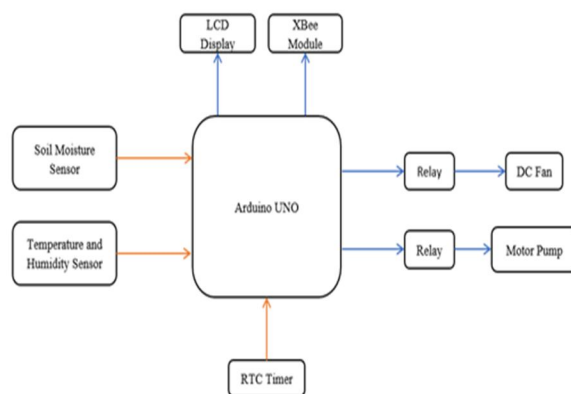 LCD
Display
XBee
Module
Soil Moisture
Sensor
Arduino UNO
Relay
DC Fan
Temperature and
Humidity Sensor
Relay
Motor Pump
RTC Timer